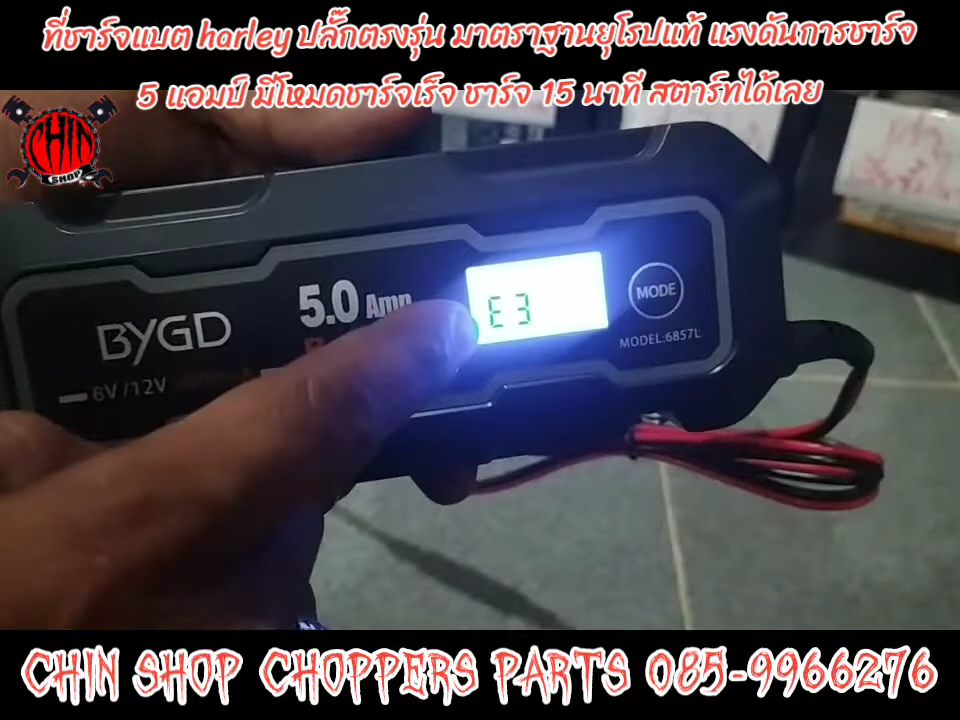 ที่ชาร์จแบต harley ปลั๊กตรงรุ่น มาตราฐานยุโรปแท้ แรงดันการชาร์จ
5 แอมป์ มีโหมดชาร์จเร็จ ชาร์จ 15 นาที สตาร์ทได้เลย
CHIN
SHOP
5.0 Amp
E3
MODE
BYGD
MODEL:6857L
6V/12V
CHIN SHOP CHOPPERS PARTS 085-9966276